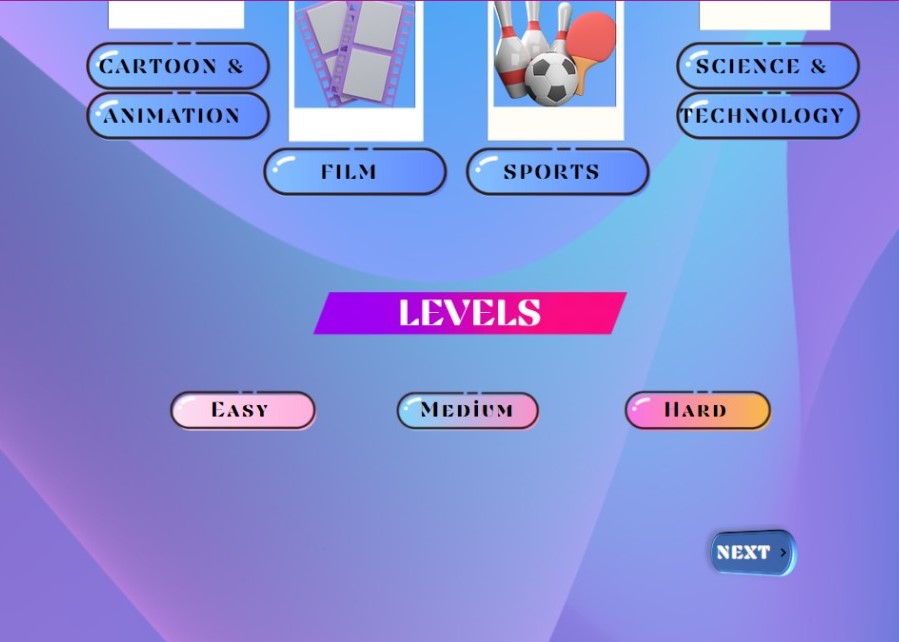 CARTOON &
ANIMATION
FILM
SPORTS
SCIENCE &
TECHNOLOGY
LEVELS
Easy
Medium
Hard
NEXT >